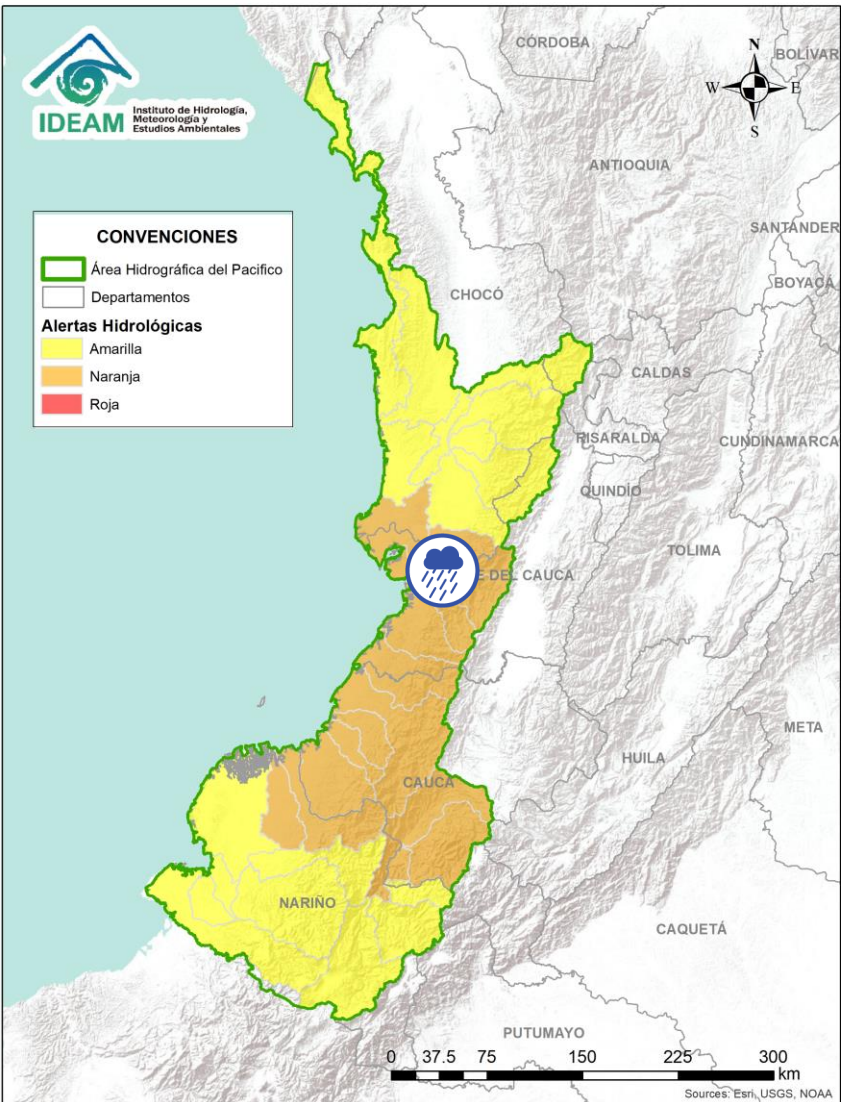 IDEAM
Instituto de Hidrología,
Meteorología y
Estudios Ambientales
N
W
E
S
CÓRDOBA
BOLÍVAR
ANTIOQUIA
SANTANDER
BOYACÁ
CHOCÓ
CONVENCIONES
Área Hidrográfica del Pacifico
Departamentos
Alertas Hidrológicas
Amarilla
Naranja
Roja
CALDAS
RISARALDA
CUNDINAMARCA
QUINDÍO
TOLIMA
E DEL CAUCA
META
HUILA
CAUCA
NARIÑO
CAQUETÁ
PUTUMAYO
0 37.5 75 150 225 300
km
Sources: Esri, USGS, NOAA